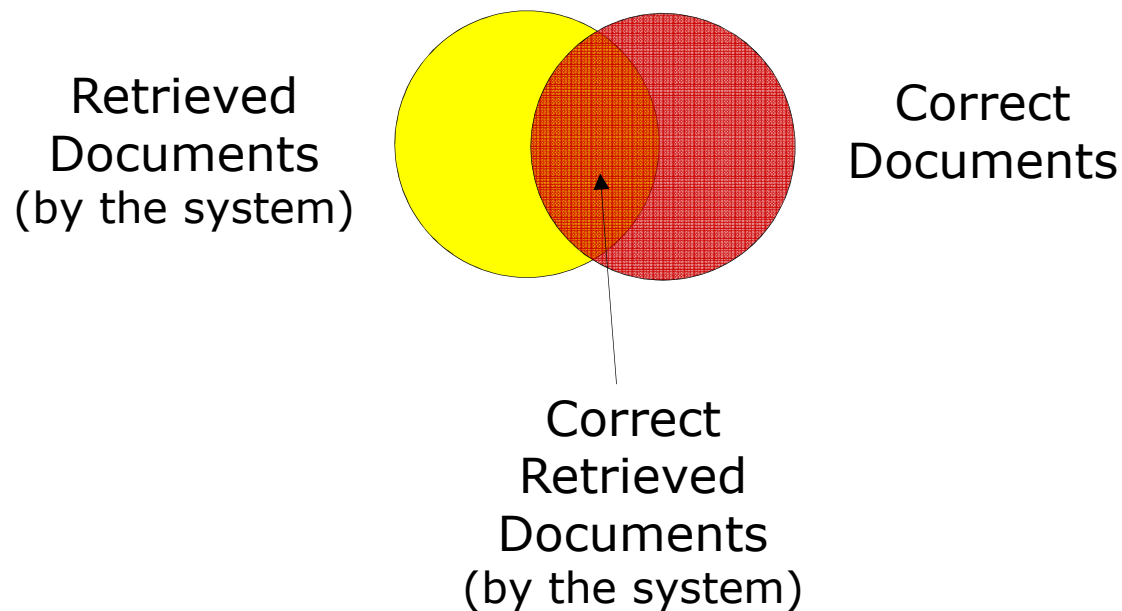 Retrieved
Documents
(by the system)
Correct
Documents
Correct
Retrieved
Documents
(by the system)